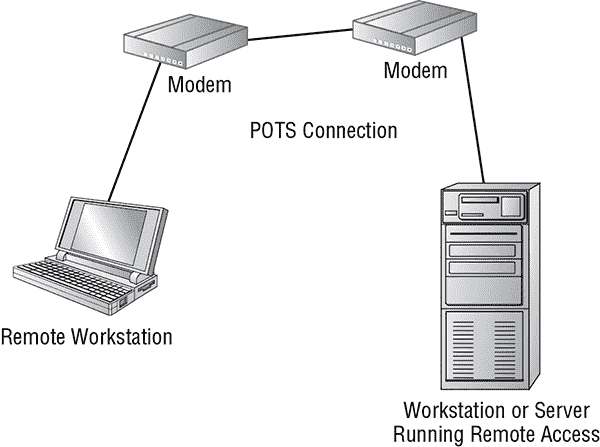 Modem
Modem
POTS Connection
Remote Workstation
Workstation or Server
Running Remote Access